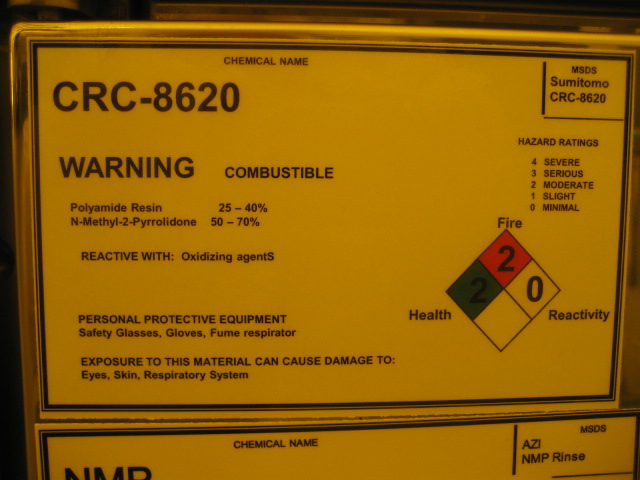 CHEMICAL NAME
CRC-8620
MSDS
Sumitomo
CRC-8620
WARNING COMBUSTIBLE
HAZARD RATINGS
4 SEVERE
3 SERIOUS
2 MODERATE
1 SLIGHT
0 MINIMAL
Polyamide Resin 25 – 40%
N-Methyl-2-Pyrrolidone 50 – 70%
REACTIVE WITH: Oxidizing agentS
Fire
2
2
0
Health
Reactivity
PERSONAL PROTECTIVE EQUIPMENT
Safety Glasses, Gloves, Fume respirator
EXPOSURE TO THIS MATERIAL CAN CAUSE DAMAGE TO:
Eyes, Skin, Respiratory System
CHEMICAL NAME
NMP
MSDS
AZI
NMP Rinse